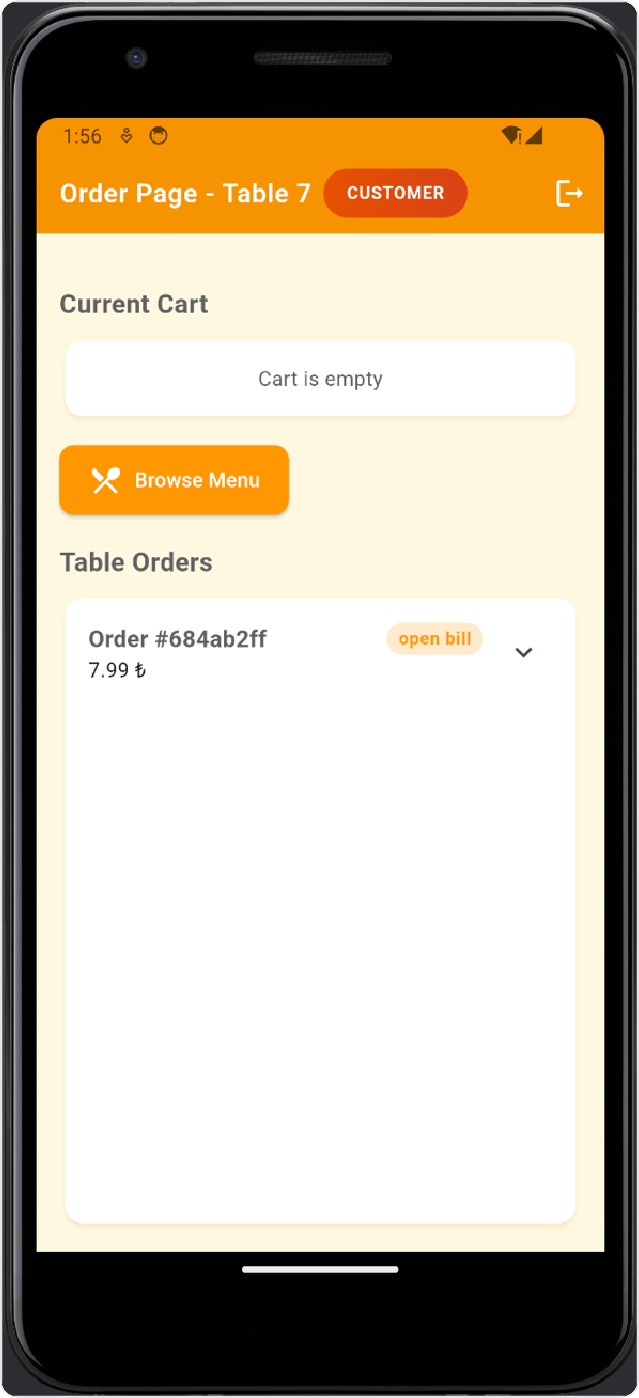 1:56
Order Page - Table 7 CUSTOMER
Current Cart
Cart is empty
Browse Menu
Table Orders
Order #684ab2ff open bill
7.99 ₺